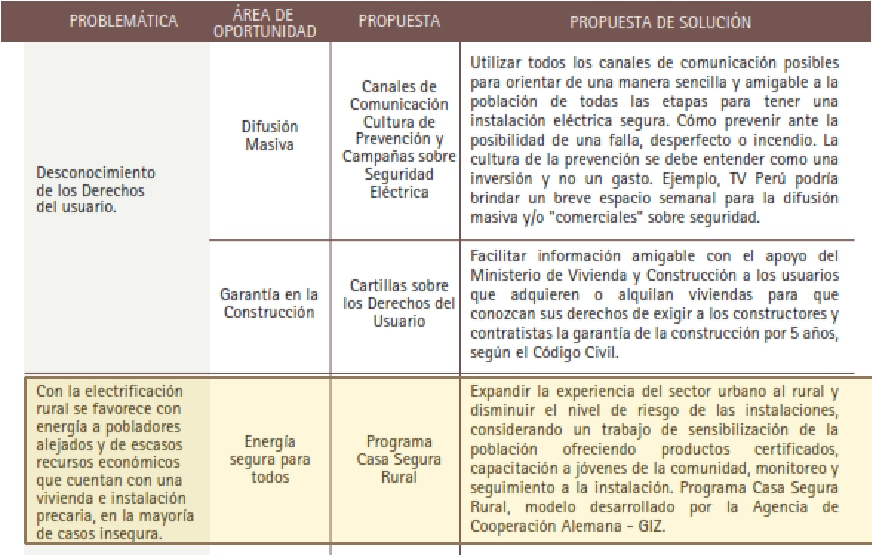 PROBLEMÁTICA
ÁREA DE
OPORTUNIDAD
PROPUESTA
PROPUESTA DE SOLUCIÓN
Desconocimiento
de los Derechos
del usuario.
Difusión
Masiva
Canales de
Comunicación
Cultura de
Prevención y
Campañas sobre
Seguridad
Eléctrica
Utilizar todos los canales de comunicación posibles
para orientar de una manera sencilla y amigable a la
población de todas las etapas para tener una
instalación eléctrica segura. Cómo prevenir ante la
posibilidad de una falla, desperfecto o incendio. La
cultura de la prevención se debe entender como una
inversión y no un gasto. Ejemplo, TV Perú podría
brindar un breve espacio semanal para la difusión
masiva y/o "comerciales" sobre seguridad.
Garantía en la
Construcción
Cartillas sobre
los Derechos del
Usuario
Facilitar información amigable con el apoyo del
Ministerio de Vivienda y Construcción a los usuarios
que adquieren o alquilan viviendas para que
conozcan sus derechos de exigir a los constructores y
contratistas la garantía de la construcción por 5 años,
según el Código Civil.
Con la electrificación
rural se favorece con
energía a pobladores
alejados y de escasos
recursos económicos
que cuentan con una
vivienda e instalación
precaria, en la mayoría
de casos insegura.
Energía
segura para
todos
Programa
Casa Segura
Rural
Expandir la experiencia del sector urbano al rural y
disminuir el nivel de riesgo de las instalaciones,
considerando un trabajo de sensibilización de la
población ofreciendo productos certificados,
capacitación a jóvenes de la comunidad, monitoreo y
seguimiento a la instalación. Programa Casa Segura
Rural, modelo desarrollado por la Agencia de
Cooperación Alemana - GIZ.